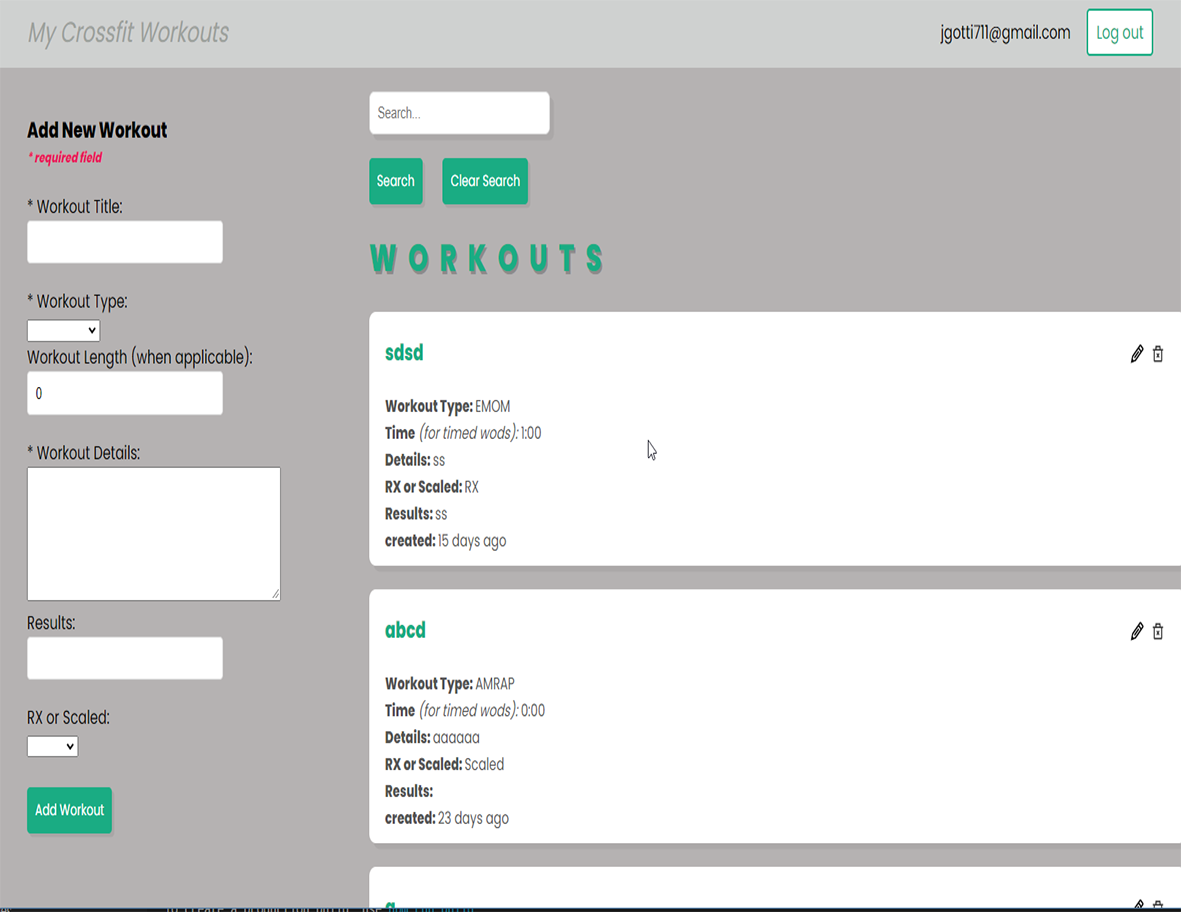 My Crossfit Workouts
jgotti711@gmail.com
Log out
Add New Workout
* required field
* Workout Title:
* Workout Type:
Workout Length (when applicable):
0
* Workout Details:
Results:
RX or Scaled:
Add Workout
Search...
Search
Clear Search
WORKOUTS
sdsd
Workout Type: EMOM
Time (for timed wods): 1:00
Details: ss
RX or Scaled: RX
Results: ss
created: 15 days ago
abcd
Workout Type: AMRAP
Time (for timed wods): 0:00
Details: aaaaaa
RX or Scaled: Scaled
Results:
created: 23 days ago